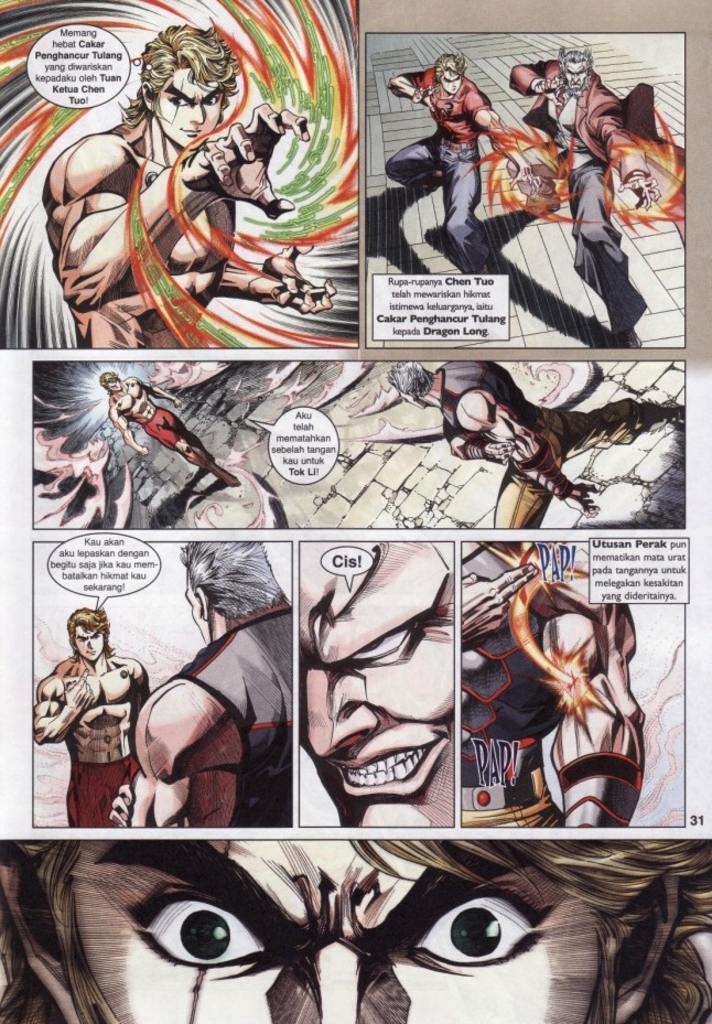 Memang
hebat Cakar
Penghancur Tulang
yang diwariskan
kepadaku oleh Tuan
Ketua Chen
Tuo!
Rupa-rupanya Chen Tuo
telah mewariskan hikmat
istimewa keluarganya, iaitu
Cakar Penghancur Tulang
kepada Dragon Long.
Aku
telah
mematahkan
sebelah tangan
kau untuk
Tok Li!
Kau akan
aku lepaskan dengan
begitu saja jika kau mem-
batalkan hikmat kau
sekarang!
Cis!
PAP!
Utusan Perak pun
mematikan mata urat
pada tangannya untuk
melegakan kesakitan
yang dideritainya.
PAP!
31